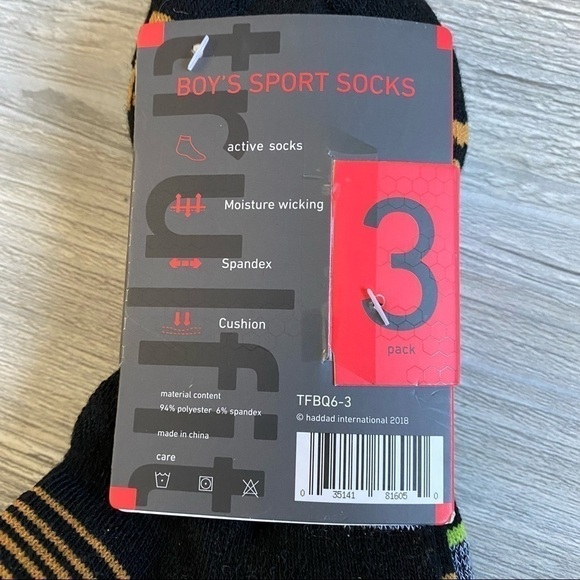 trulfit
BOY'S SPORT SOCKS
active socks
Moisture wicking
Spandex
Cushion
3
pack
material content
94% polyester 6% spandex
made in china
care
TFBQ6-3
© haddad international 2018
0 35141 81605 0